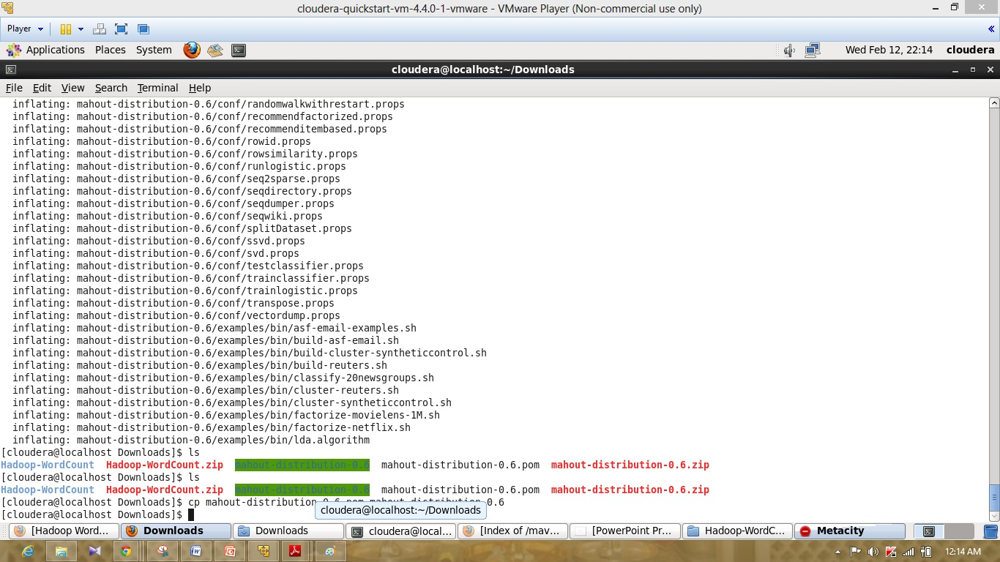 cloudera-quickstart-vm-4.4.0-1-vmware - VMware Player (Non-commercial use only)
Player
Applications Places System Wed Feb 12, 22:14 cloudera
cloudera@localhost:~/Downloads
File Edit View Search Terminal Help
inflating: mahout-distribution-0.6/conf/randomwalkwithrestart.props
inflating: mahout-distribution-0.6/conf/recommendfactorized.props
inflating: mahout-distribution-0.6/conf/recommenditembased.props
inflating: mahout-distribution-0.6/conf/rowid.props
inflating: mahout-distribution-0.6/conf/rowsimilarity.props
inflating: mahout-distribution-0.6/conf/runlogistic.props
inflating: mahout-distribution-0.6/conf/seq2sparse.props
inflating: mahout-distribution-0.6/conf/seqdirectory.props
inflating: mahout-distribution-0.6/conf/seqdumper.props
inflating: mahout-distribution-0.6/conf/seqwiki.props
inflating: mahout-distribution-0.6/conf/splitDataset.props
inflating: mahout-distribution-0.6/conf/ssvd.props
inflating: mahout-distribution-0.6/conf/svd.props
inflating: mahout-distribution-0.6/conf/testclassifier.props
inflating: mahout-distribution-0.6/conf/trainclassifier.props
inflating: mahout-distribution-0.6/conf/trainlogistic.props
inflating: mahout-distribution-0.6/conf/transpose.props
inflating: mahout-distribution-0.6/conf/vectordump.props
inflating: mahout-distribution-0.6/examples/bin/asf-email-examples.sh
inflating: mahout-distribution-0.6/examples/bin/build-asf-email.sh
inflating: mahout-distribution-0.6/examples/bin/build-cluster-syntheticcontrol.sh
inflating: mahout-distribution-0.6/examples/bin/build-reuters.sh
inflating: mahout-distribution-0.6/examples/bin/classify-20newsgroups.sh
inflating: mahout-distribution-0.6/examples/bin/cluster-reuters.sh
inflating: mahout-distribution-0.6/examples/bin/cluster-syntheticcontrol.sh
inflating: mahout-distribution-0.6/examples/bin/factorize-movielens-1M.sh
inflating: mahout-distribution-0.6/examples/bin/factorize-netflix.sh
inflating: mahout-distribution-0.6/examples/bin/lda.algorithm
[cloudera@localhost Downloads]$ ls
Hadoop-WordCount Hadoop-WordCount.zip mahout-distribution-0.6 mahout-distribution-0.6.pom mahout-distribution-0.6.zip
[cloudera@localhost Downloads]$ ls
Hadoop-WordCount Hadoop-WordCount.zip mahout-distribution-0.6 mahout-distribution-0.6.pom mahout-distribution-0.6.zip
[cloudera@localhost Downloads]$ cp mahout-distribution-0.6.pom mahout-distribution-0.6
[cloudera@localhost Downloads]$
cloudera@localhost:~/Downloads
[Hadoop Word... Downloads Downloads cloudera@local... [Index of /mav... [PowerPoint Pr... Hadoop-WordC... Metacity
12:14 AM